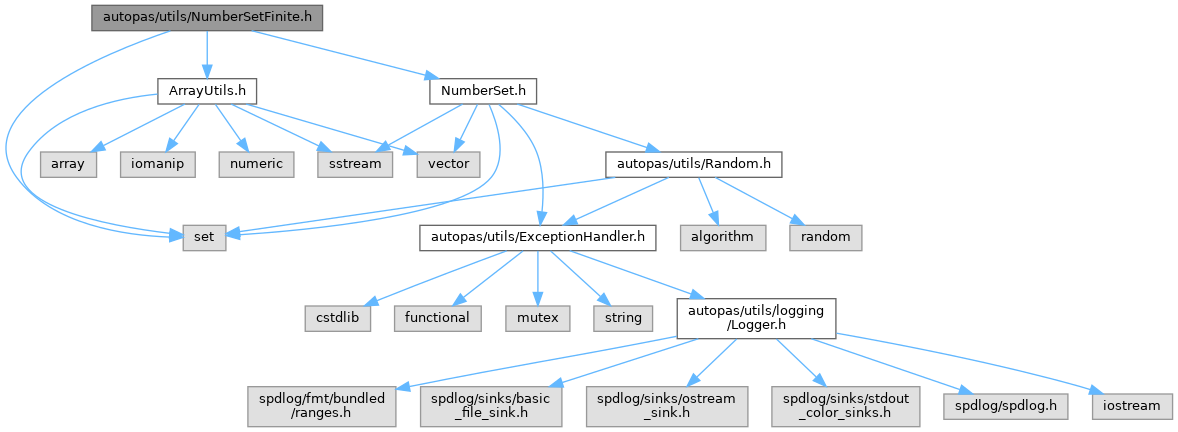 autopas/utils/NumberSetFinite.h
ArrayUtils.h
NumberSet.h
array
iomanip
numeric
sstream
vector
autopas/utils/Random.h
set
autopas/utils/ExceptionHandler.h
algorithm
random
cstdlib
functional
mutex
string
autopas/utils/logging
/Logger.h
spdlog/fmt/bundled
/ranges.h
spdlog/sinks/basic
_file_sink.h
spdlog/sinks/ostream
_sink.h
spdlog/sinks/stdout
_color_sinks.h
spdlog/spdlog.h
iostream